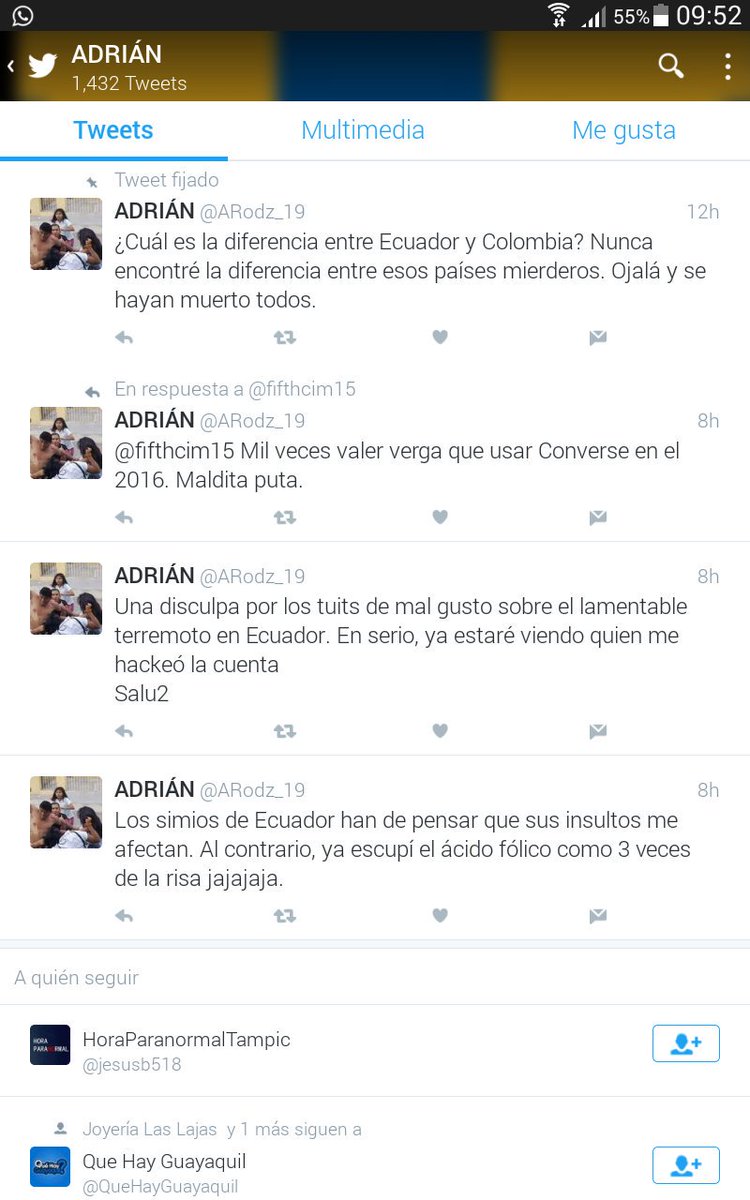 55% 09:52
ADRIÁN
1,432 Tweets
Tweets Multimedia Me gusta
Tweet fijado
ADRIÁN @ARodz_19 12h
¿Cuál es la diferencia entre Ecuador y Colombia? Nunca
encontré la diferencia entre esos países mierderos. Ojalá y se
hayan muerto todos.
En respuesta a @fifthcim15
ADRIÁN @ARodz_19 8h
@fifthcim15 Mil veces valer verga que usar Converse en el
2016. Maldita puta.
ADRIÁN @ARodz_19 8h
Una disculpa por los tuits de mal gusto sobre el lamentable
terremoto en Ecuador. En serio, ya estaré viendo quien me
hackeó la cuenta
Salu2
ADRIÁN @ARodz_19 8h
Los simios de Ecuador han de pensar que sus insultos me
afectan. Al contrario, ya escupí el ácido fólico como 3 veces
de la risa jajajaja.
A quién seguir
HORA
PARANORMAL
HoraParanormalTampic
@jesusb518
Joyería Las Lajas y 1 más siguen a
Que Hay Guayaquil
@QueHayGuayaquil